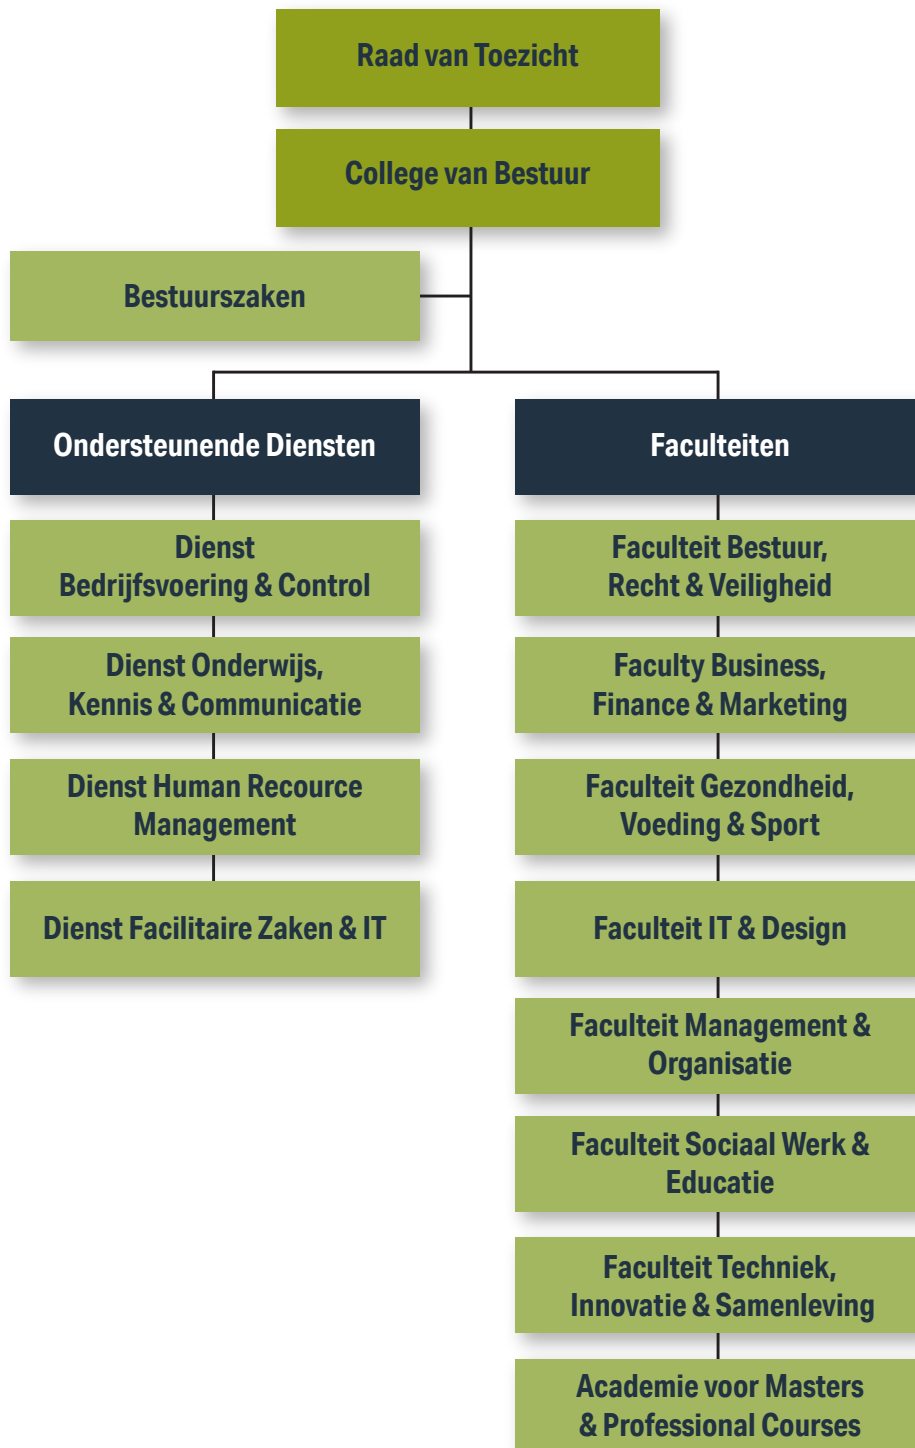 Raad van Toezicht
College van Bestuur
Bestuurszaken
Ondersteunende Diensten
Dienst
Bedrijfsvoering & Control
Dienst Onderwijs,
Kennis & Communicatie
Dienst Human Recource
Management
Dienst Facilitaire Zaken & IT
Faculteiten
Faculteit Bestuur,
Recht & Veiligheid
Faculty Business,
Finance & Marketing
Faculteit Gezondheid,
Voeding & Sport
Faculteit IT & Design
Faculteit Management &
Organisatie
Faculteit Sociaal Werk &
Educatie
Faculteit Techniek,
Innovatie & Samenleving
Academie voor Masters
& Professional Courses